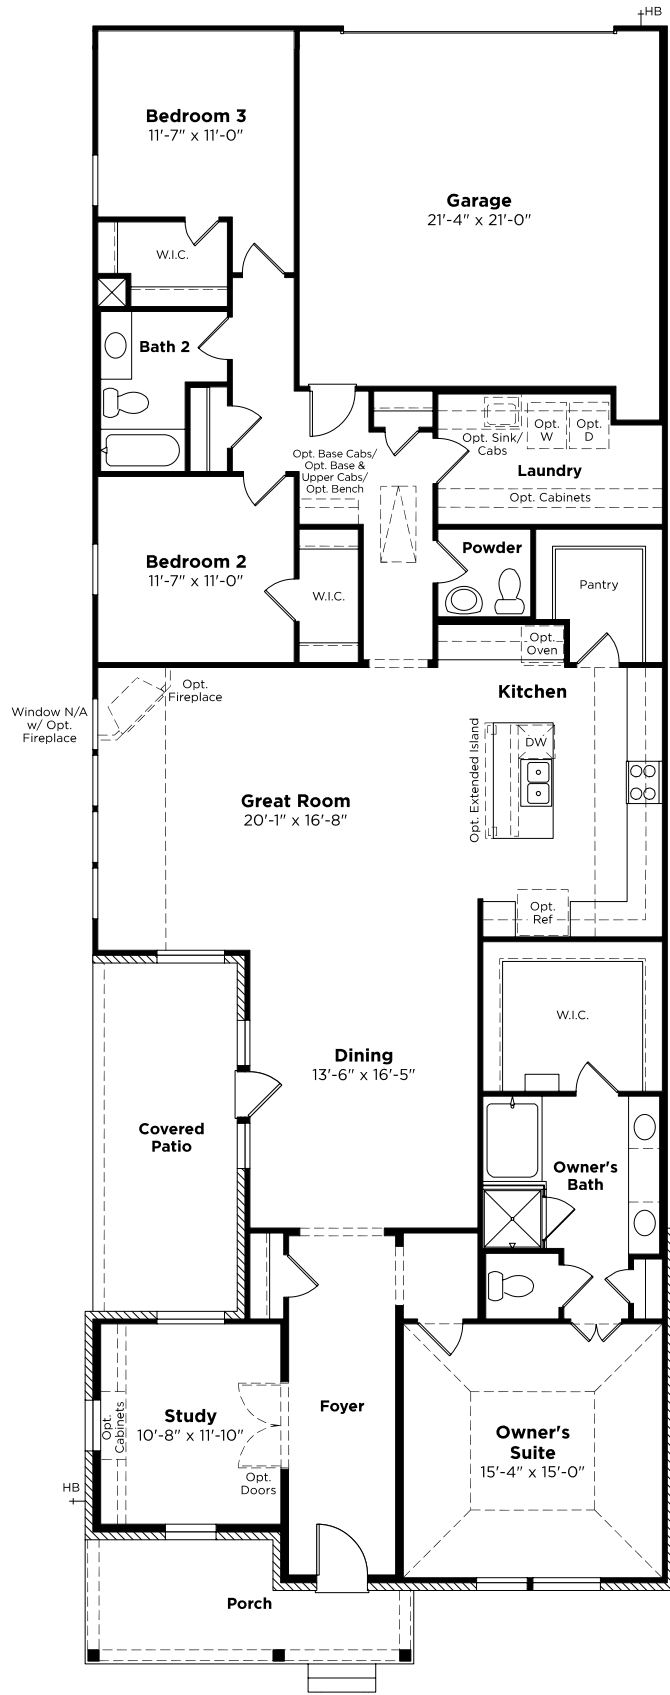 HB
Bedroom 3
11'-7" x 11'-0"
Garage
21'-4" x 21'-0"
W.I.C.
Bath 2
Opt. Sink/
Cabs
Opt.
W
Opt.
D
Laundry
Opt. Cabinets
Opt. Base Cabs/
Opt. Base &
Upper Cabs/
Opt. Bench
Bedroom 2
11'-7" x 11'-0"
W.I.C.
Powder
Pantry
Opt.
Oven
Kitchen
Opt.
Fireplace
Window N/A
w/ Opt.
Fireplace
Great Room
20'-1" x 16'-8"
Opt. Extended Island
DW
Opt.
Ref
W.I.C.
Dining
13'-6" x 16'-5"
Covered
Patio
Owner's
Bath
Study
10'-8" x 11'-10"
Opt.
Cabinets
Opt.
Doors
Foyer
Owner's
Suite
15'-4" x 15'-0"
HB
Porch